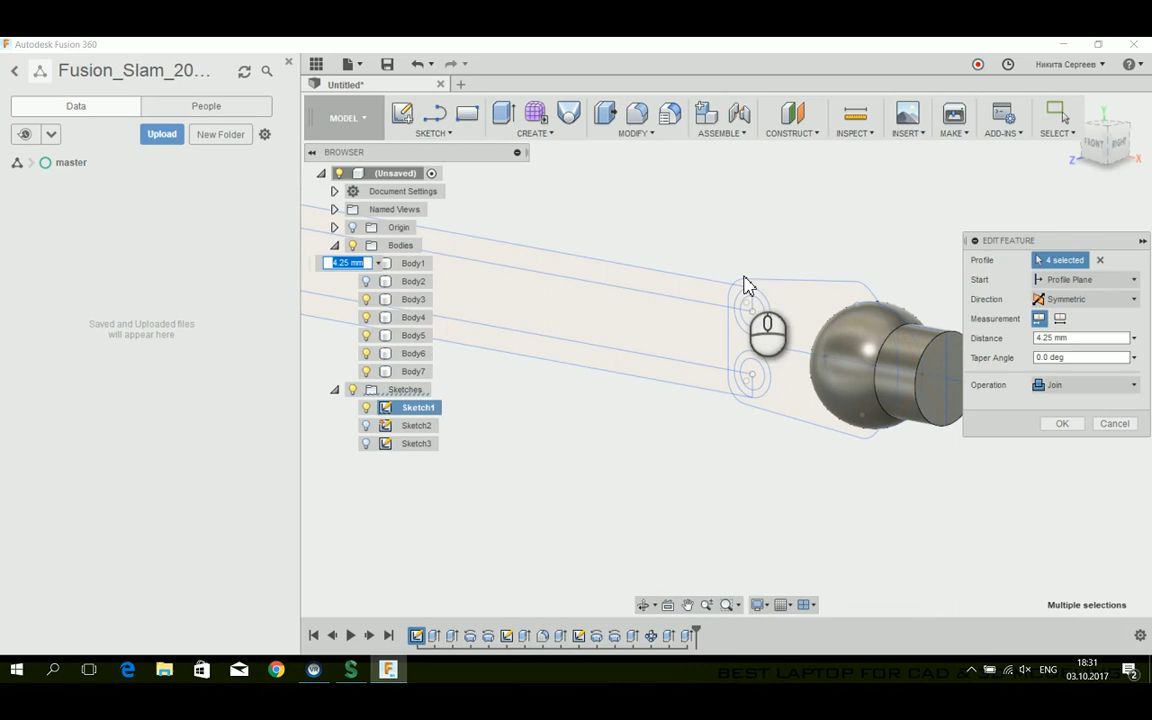 Autodesk Fusion 360
Fusion_Slam_20...
Data
People
Upload
New Folder
master
Saved and Uploaded files
will appear here
Никита Сергеев
Untitled*
MODEL
SKETCH
CREATE
MODIFY
ASSEMBLE
CONSTRUCT
INSPECT
INSERT
MAKE
ADD-INS
SELECT
FRONT
RIGHT
Y
Z
X
BROWSER
(Unsaved)
Document Settings
Named Views
Origin
Bodies
4.25 mm
Body1
Body2
Body3
Body4
Body5
Body6
Body7
Sketches
Sketch1
Sketch2
Sketch3
EDIT FEATURE
Profile
4 selected
Start
Profile Plane
Direction
Symmetric
Measurement
Distance
4.25 mm
Taper Angle
0.0 deg
Operation
Join
OK
Cancel
Multiple selections
ENG
18:31
03.10.2017
2